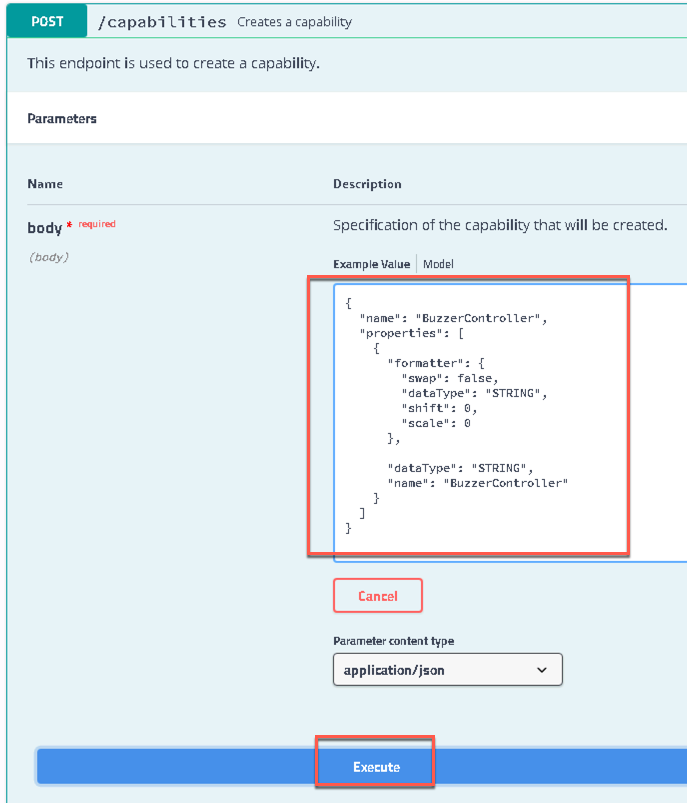 POST /capabilities Creates a capability
This endpoint is used to create a capability.
Parameters
Name Description
body * required Specification of the capability that will be created.
(body)
Example Value Model
{
  "name": "BuzzerController",
  "properties": [
    {
      "formatter": {
        "swap": false,
        "dataType": "STRING",
        "shift": 0,
        "scale": 0
      },
      "dataType": "STRING",
      "name": "BuzzerController"
    }
  ]
}
Cancel
Parameter content type
application/json
Execute